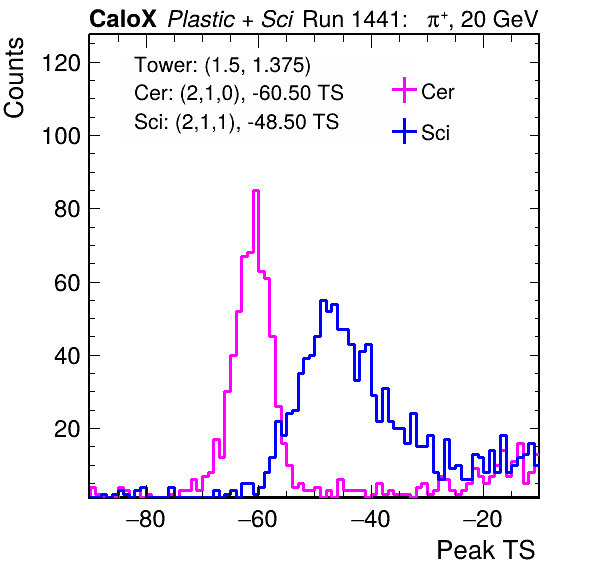 CaloX Plastic + Sci Run 1441: π+, 20 GeV
Counts
Tower: (1.5, 1.375)
Cer: (2,1,0), -60.50 TS
Sci: (2,1,1), -48.50 TS
Cer
Sci
120
100
80
60
40
20
−80 −60 −40 −20
Peak TS